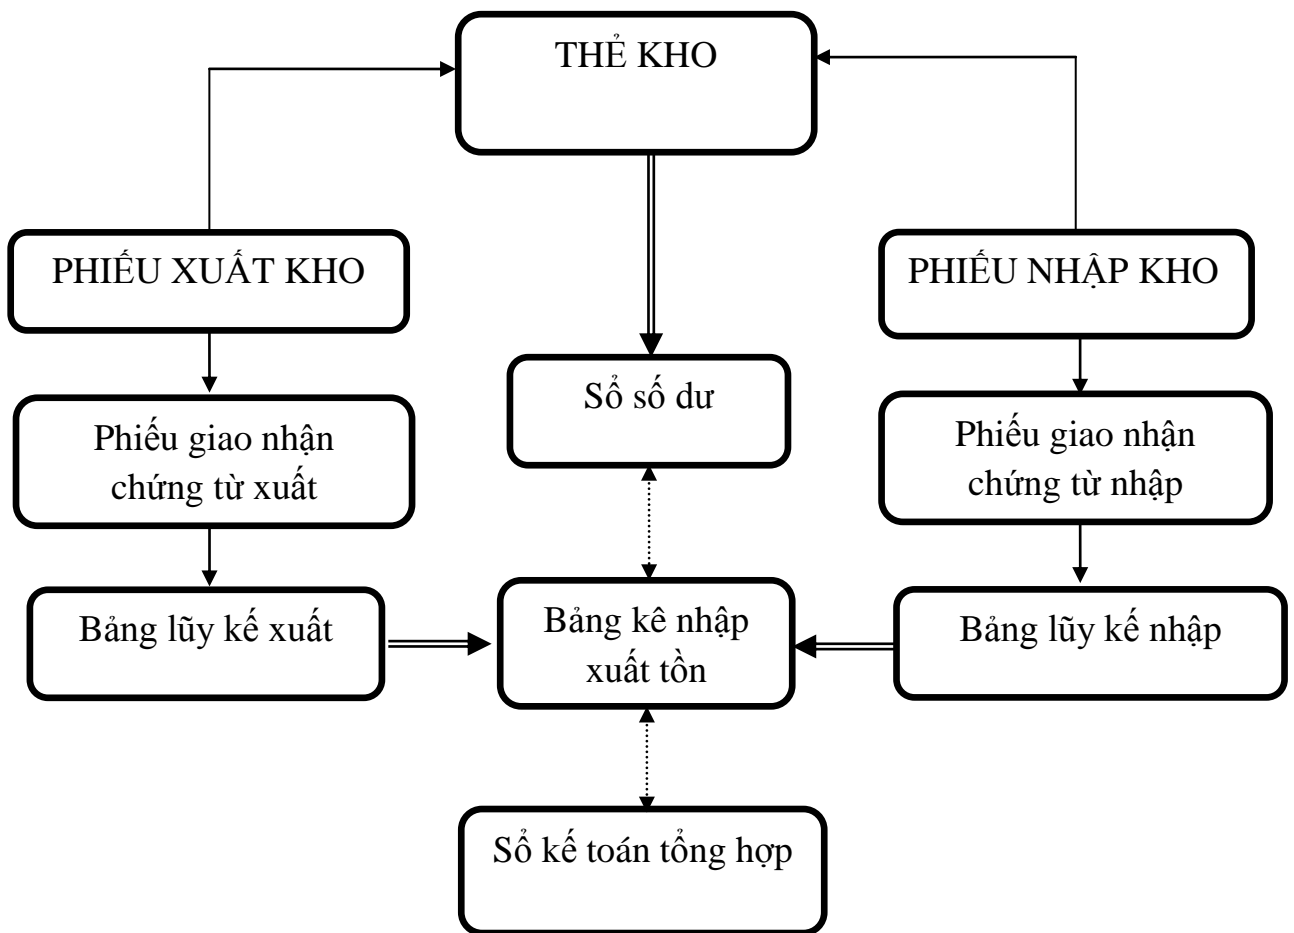 THẺ KHO
PHIẾU XUẤT KHO
PHIẾU NHẬP KHO
Sổ số dư
Phiếu giao nhận
chứng từ xuất
Phiếu giao nhận
chứng từ nhập
Bảng lũy kế xuất
Bảng kê nhập
xuất tồn
Bảng lũy kế nhập
Sổ kế toán tổng hợp